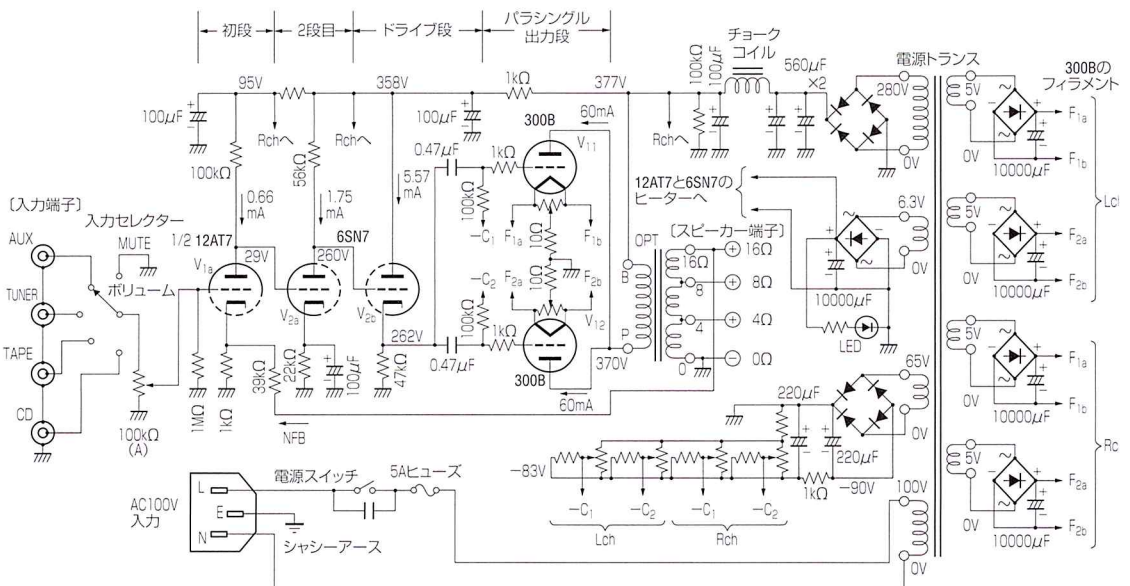 初段
2段目
ドライブ段
パラシングル
出力段
チョーク
コイル
電源トランス
300Bの
フィラメント
95V
358V
1kΩ
377V
100kΩ
100μF
560μF
×2
280V
0V
100μF
Rchへ
Rchへ
100μF
60mA
Rchへ
5V
0V
10000μF
F1a
F1b
100kΩ
56kΩ
0.47μF
1kΩ
300B
V11
12AT7と6SN7の
ヒーターへ
0.66
mA
1.75
mA
5.57
mA
100kΩ
−C1
F1a
10Ω
F1b
6.3V
0V
10000μF
LED
5V
0V
10000μF
F2a
F2b
Lcl
〔入力端子〕
入力セレクター
AUX
MUTE
ボリューム
TUNER
TAPE
CD
100kΩ
(A)
1/2 12AT7
V1a
29V
6SN7
260V
V2a
V2b
262V
−C2
F2a
10Ω
F2b
100kΩ
1kΩ
V12
300B
0.47μF
370V
60mA
OPT
B
P
〔スピーカー端子〕
16Ω
16Ω
8
8Ω
4
4Ω
0
0Ω
1MΩ
1kΩ
39kΩ
22kΩ
100μF
47kΩ
NFB
65V
0V
220μF
220μF
1kΩ
−90V
−83V
−C1
−C2
−C1
−C2
Lch
Rch
5V
0V
10000μF
F1a
F1b
5V
0V
10000μF
F2a
F2b
Rc
AC100V
入力
L
E
N
電源スイッチ
5Aヒューズ
シャシーアース
100V
0V